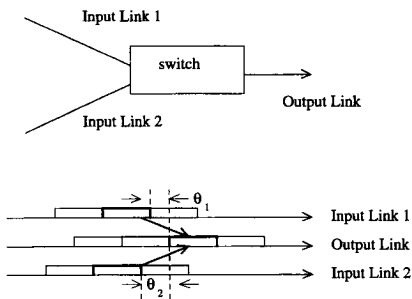 Input Link 1
switch
Output Link
Input Link 2
θ1
Input Link 1
Output Link
θ2
Input Link 2